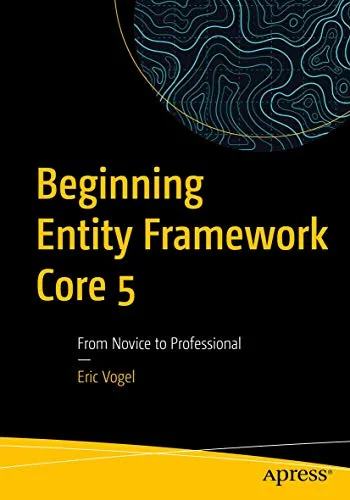 Beginning
Entity Framework
Core 5
From Novice to Professional
—
Eric Vogel
Apress®